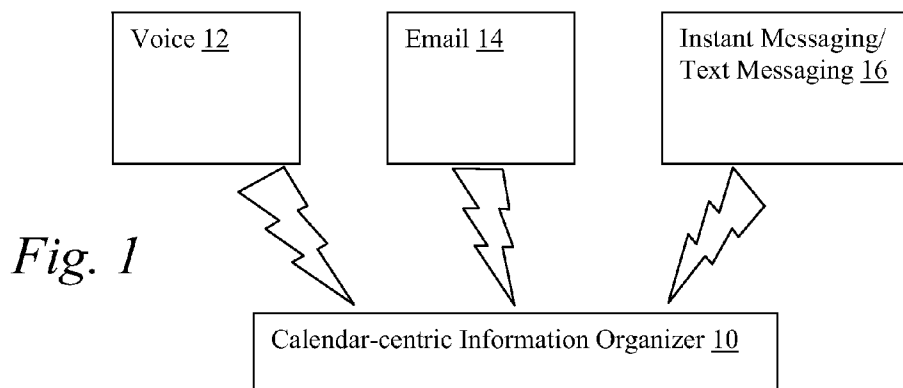 Voice 12
Email 14
Instant Messaging/
Text Messaging 16
Fig. 1
Calendar-centric Information Organizer 10